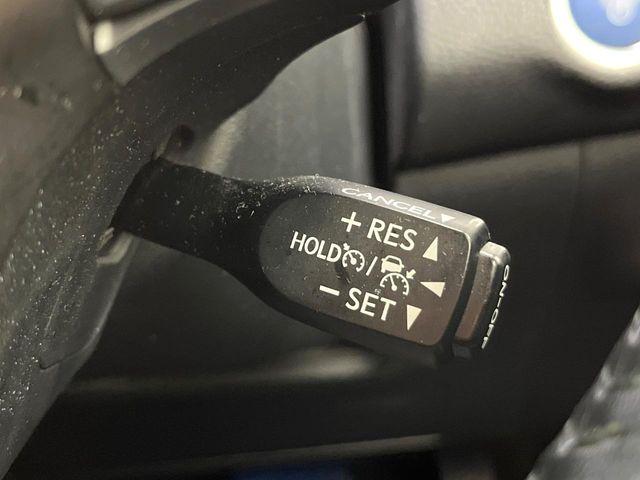 CANCEL▼
+ RES ▲
HOLD /
− SET ▼
ON-OFF